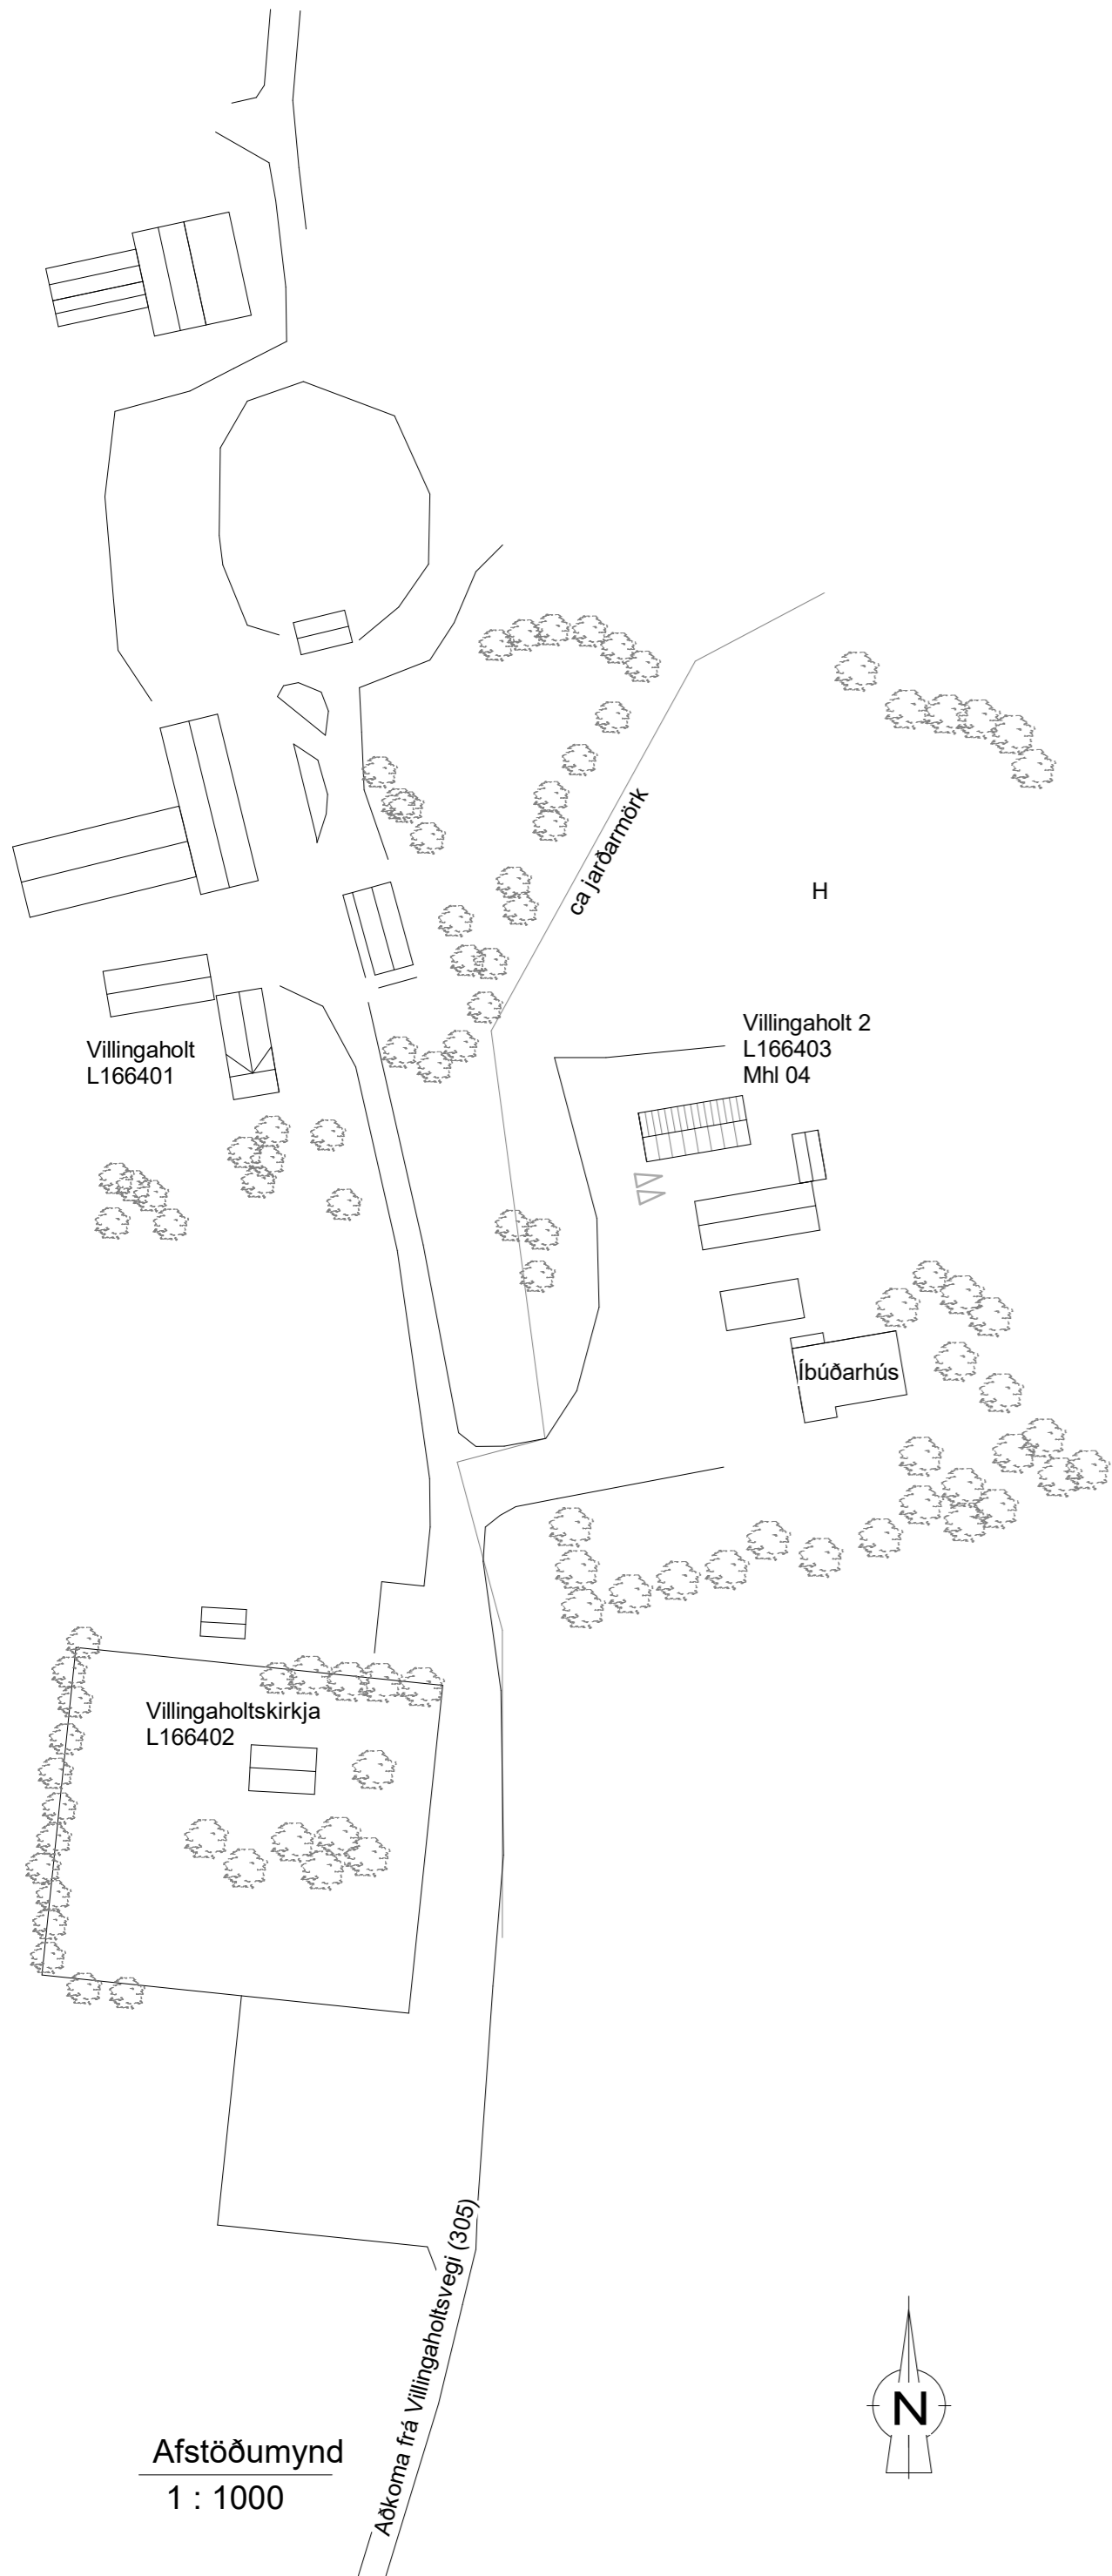 ca jarðarmörk
H
Villingaholt
L166401
Villingaholt 2
L166403
Mhl 04
Íbúðarhús
Villingaholtskirkja
L166402
Aðkoma frá Villingaholtsvegi (305)
N
Afstöðumynd
1 : 1000